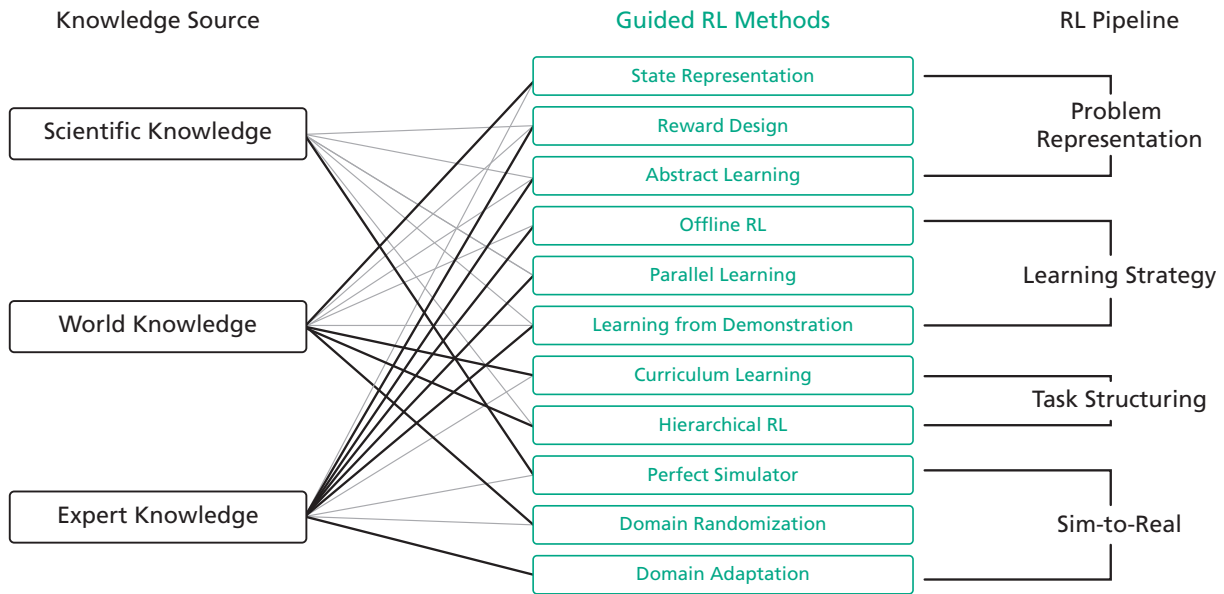 Knowledge Source
Guided RL Methods
RL Pipeline
Scientific Knowledge
World Knowledge
Expert Knowledge
State Representation
Reward Design
Abstract Learning
Offline RL
Parallel Learning
Learning from Demonstration
Curriculum Learning
Hierarchical RL
Perfect Simulator
Domain Randomization
Domain Adaptation
Problem
Representation
Learning Strategy
Task Structuring
Sim-to-Real